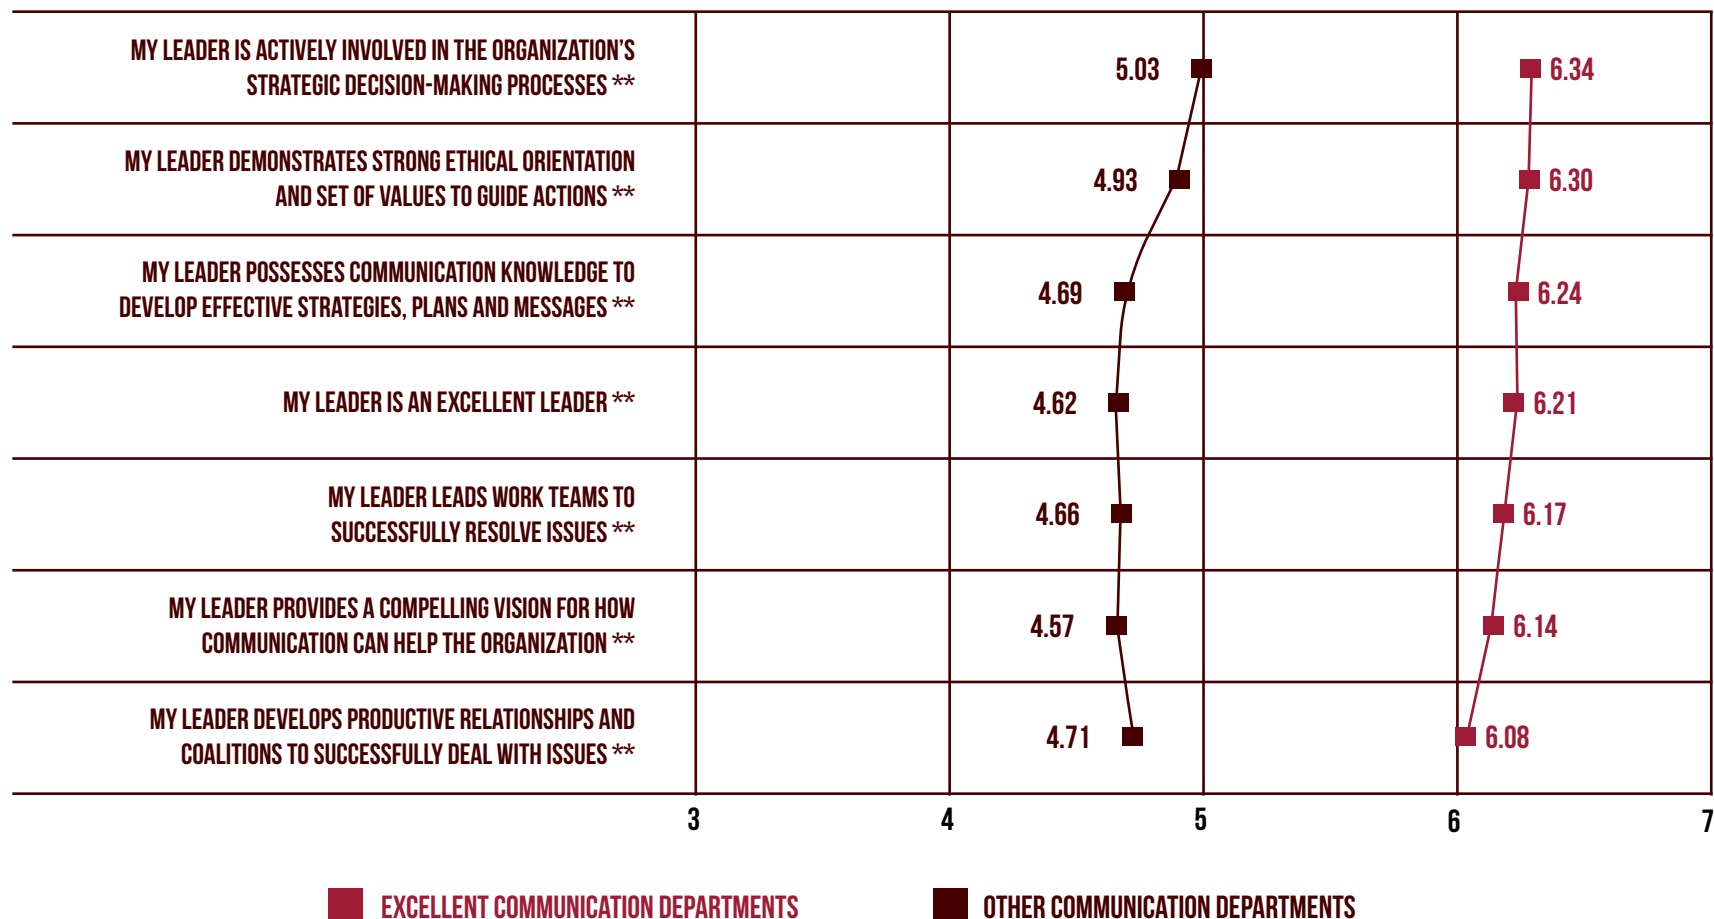 MY LEADER IS ACTIVELY INVOLVED IN THE ORGANIZATION'S
STRATEGIC DECISION-MAKING PROCESSES **
5.03
6.34
MY LEADER DEMONSTRATES STRONG ETHICAL ORIENTATION
AND SET OF VALUES TO GUIDE ACTIONS **
4.93
6.30
MY LEADER POSSESSES COMMUNICATION KNOWLEDGE TO
DEVELOP EFFECTIVE STRATEGIES, PLANS AND MESSAGES **
4.69
6.24
MY LEADER IS AN EXCELLENT LEADER **
4.62
6.21
MY LEADER LEADS WORK TEAMS TO
SUCCESSFULLY RESOLVE ISSUES **
4.66
6.17
MY LEADER PROVIDES A COMPELLING VISION FOR HOW
COMMUNICATION CAN HELP THE ORGANIZATION **
4.57
6.14
MY LEADER DEVELOPS PRODUCTIVE RELATIONSHIPS AND
COALITIONS TO SUCCESSFULLY DEAL WITH ISSUES **
4.71
6.08
3 4 5 6 7
EXCELLENT COMMUNICATION DEPARTMENTS
OTHER COMMUNICATION DEPARTMENTS